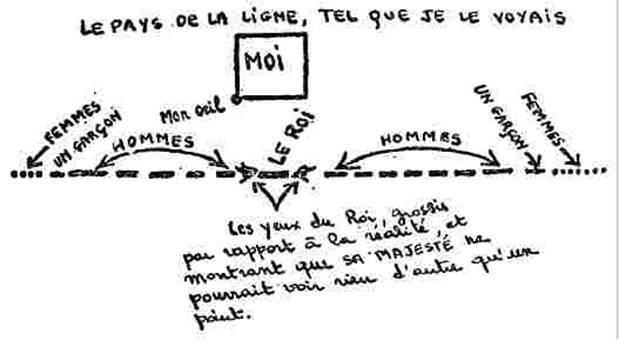 LE PAYS DE LA LIGNE, TEL QUE JE LE VOYAIS
MOI
Mon oeil
FEMMES
UN GARÇON
HOMMES
LE ROI
HOMMES
UN GARÇON
FEMMES
Les yeux du Roi, grossis
par rapport à la réalité, et
montrant que SA MAJESTÉ ne
pourrait voir rien d'autre qu'un
point.